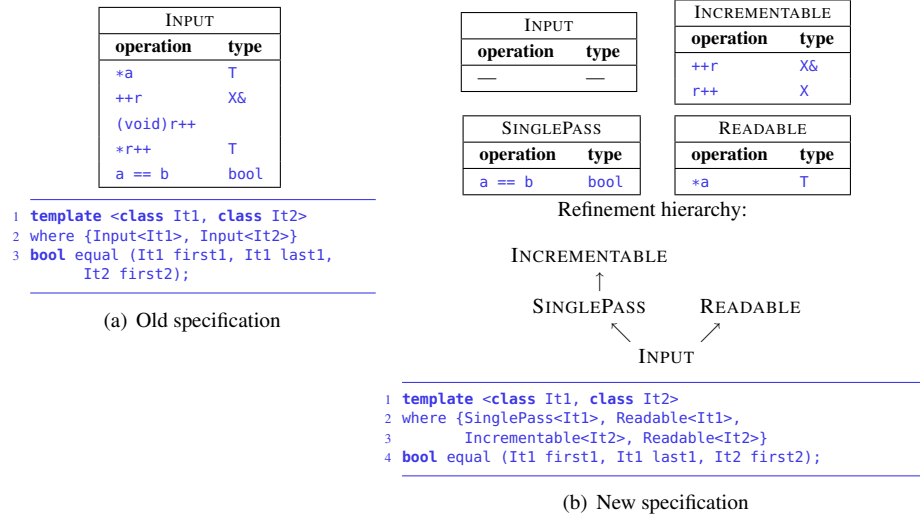 INPUT
operation type
*a T
++r X&
(void)r++
*r++ T
a == b bool
1 template <class It1, class It2>
2 where {Input<It1>, Input<It2>}
3 bool equal (It1 first1, It1 last1,
It2 first2);
(a) Old specification
INPUT
operation type
— —
INCREMENTABLE
operation type
++r X&
r++ X
SINGLEPASS
operation type
a == b bool
READABLE
operation type
*a T
Refinement hierarchy:
INCREMENTABLE
↑
SINGLEPASS READABLE
↖ ↗
INPUT
1 template <class It1, class It2>
2 where {SinglePass<It1>, Readable<It1>,
3 Incrementable<It2>, Readable<It2>}
4 bool equal (It1 first1, It1 last1, It2 first2);
(b) New specification